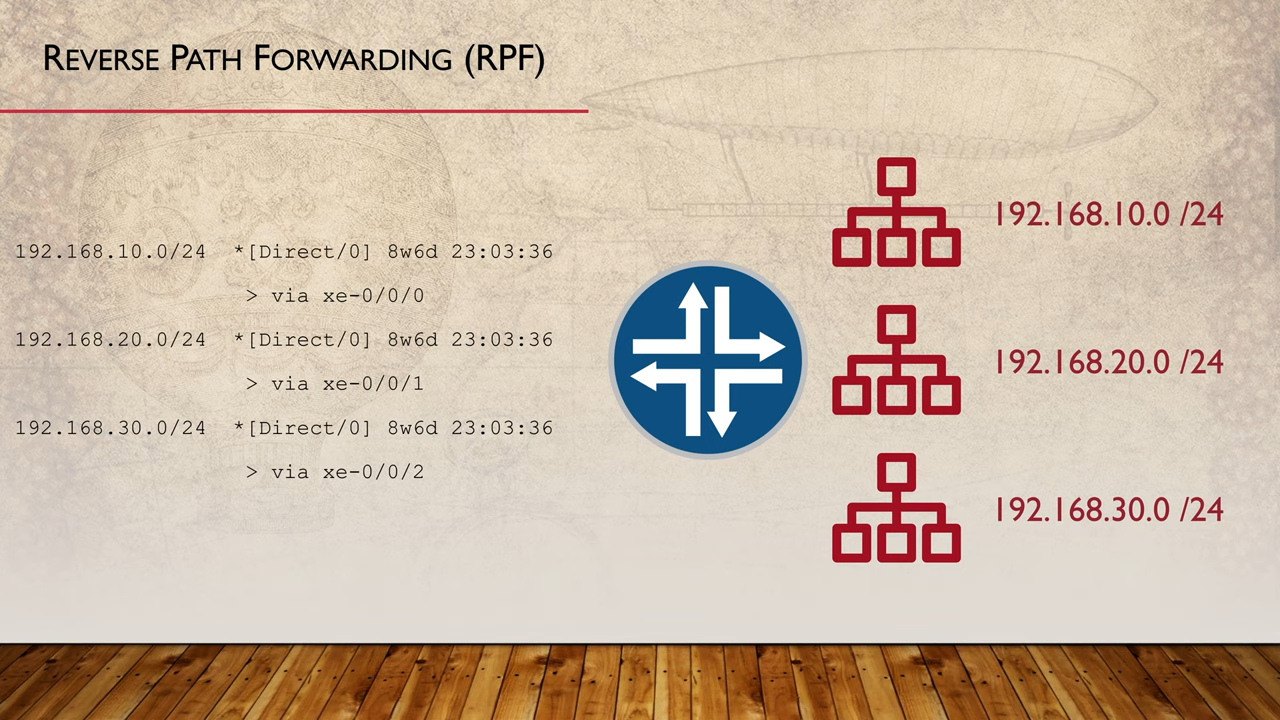 REVERSE PATH FORWARDING (RPF)
192.168.10.0/24 *[Direct/0] 8w6d 23:03:36
> via xe-0/0/0
192.168.20.0/24 *[Direct/0] 8w6d 23:03:36
> via xe-0/0/1
192.168.30.0/24 *[Direct/0] 8w6d 23:03:36
> via xe-0/0/2
192.168.10.0 /24
192.168.20.0 /24
192.168.30.0 /24